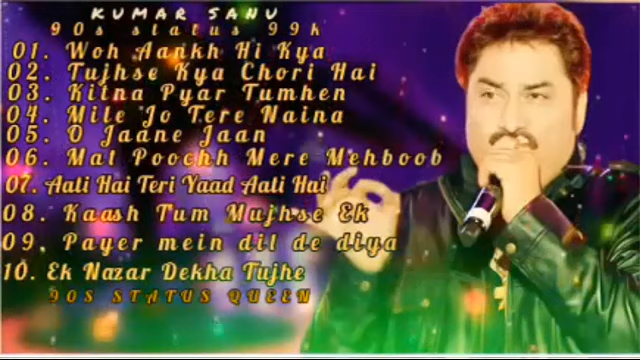 KUMAR SANU
90s status 99k
01. Woh Aankh Hi Kya
02. Tujhse Kya Chori Hai
03. Kitna Pyar Tumhen
04. Mile Jo Tere Naina
05. O Jaane Jaan
06. Mat Poochh Mere Mehboob
07. Aati Hai Teri Yaad Aati Hai
08. Kaash Tum Mujhse Ek
09, Payer mein dil de diya
10. Ek Nazar Dekha Tujhe
90S STATUS QUEEN